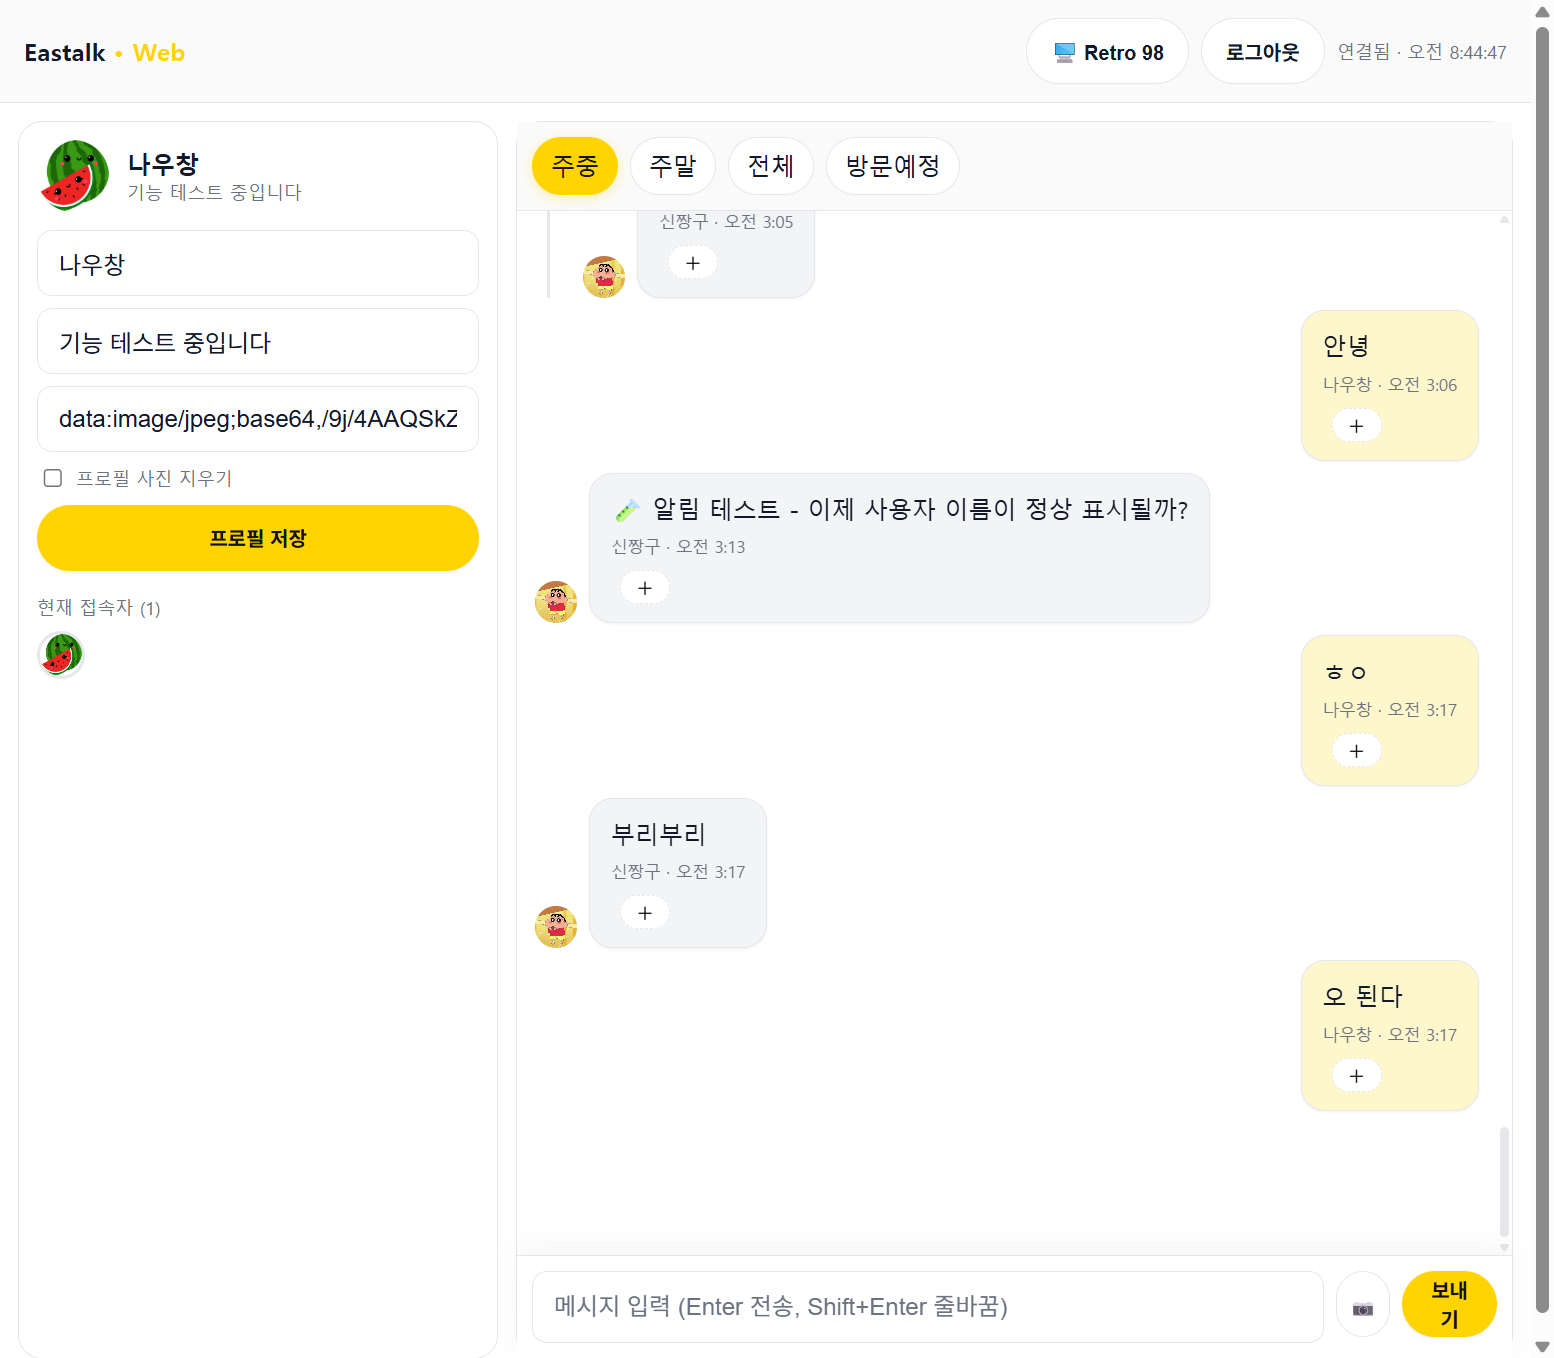 Eastalk • Web
Retro 98
로그아웃
연결됨 · 오전 8:44:47
나우창
기능 테스트 중입니다
나우창
기능 테스트 중입니다
data:image/jpeg;base64,/9j/4AAQSkZ
프로필 사진 지우기
프로필 저장
현재 접속자 (1)
주중
주말
전체
방문예정
신짱구 · 오전 3:05
+
안녕
나우창 · 오전 3:06
+
알림 테스트 - 이제 사용자 이름이 정상 표시될까?
신짱구 · 오전 3:13
+
ㅎㅇ
나우창 · 오전 3:17
+
부리부리
신짱구 · 오전 3:17
+
오 된다
나우창 · 오전 3:17
+
메시지 입력 (Enter 전송, Shift+Enter 줄바꿈)
보내
기